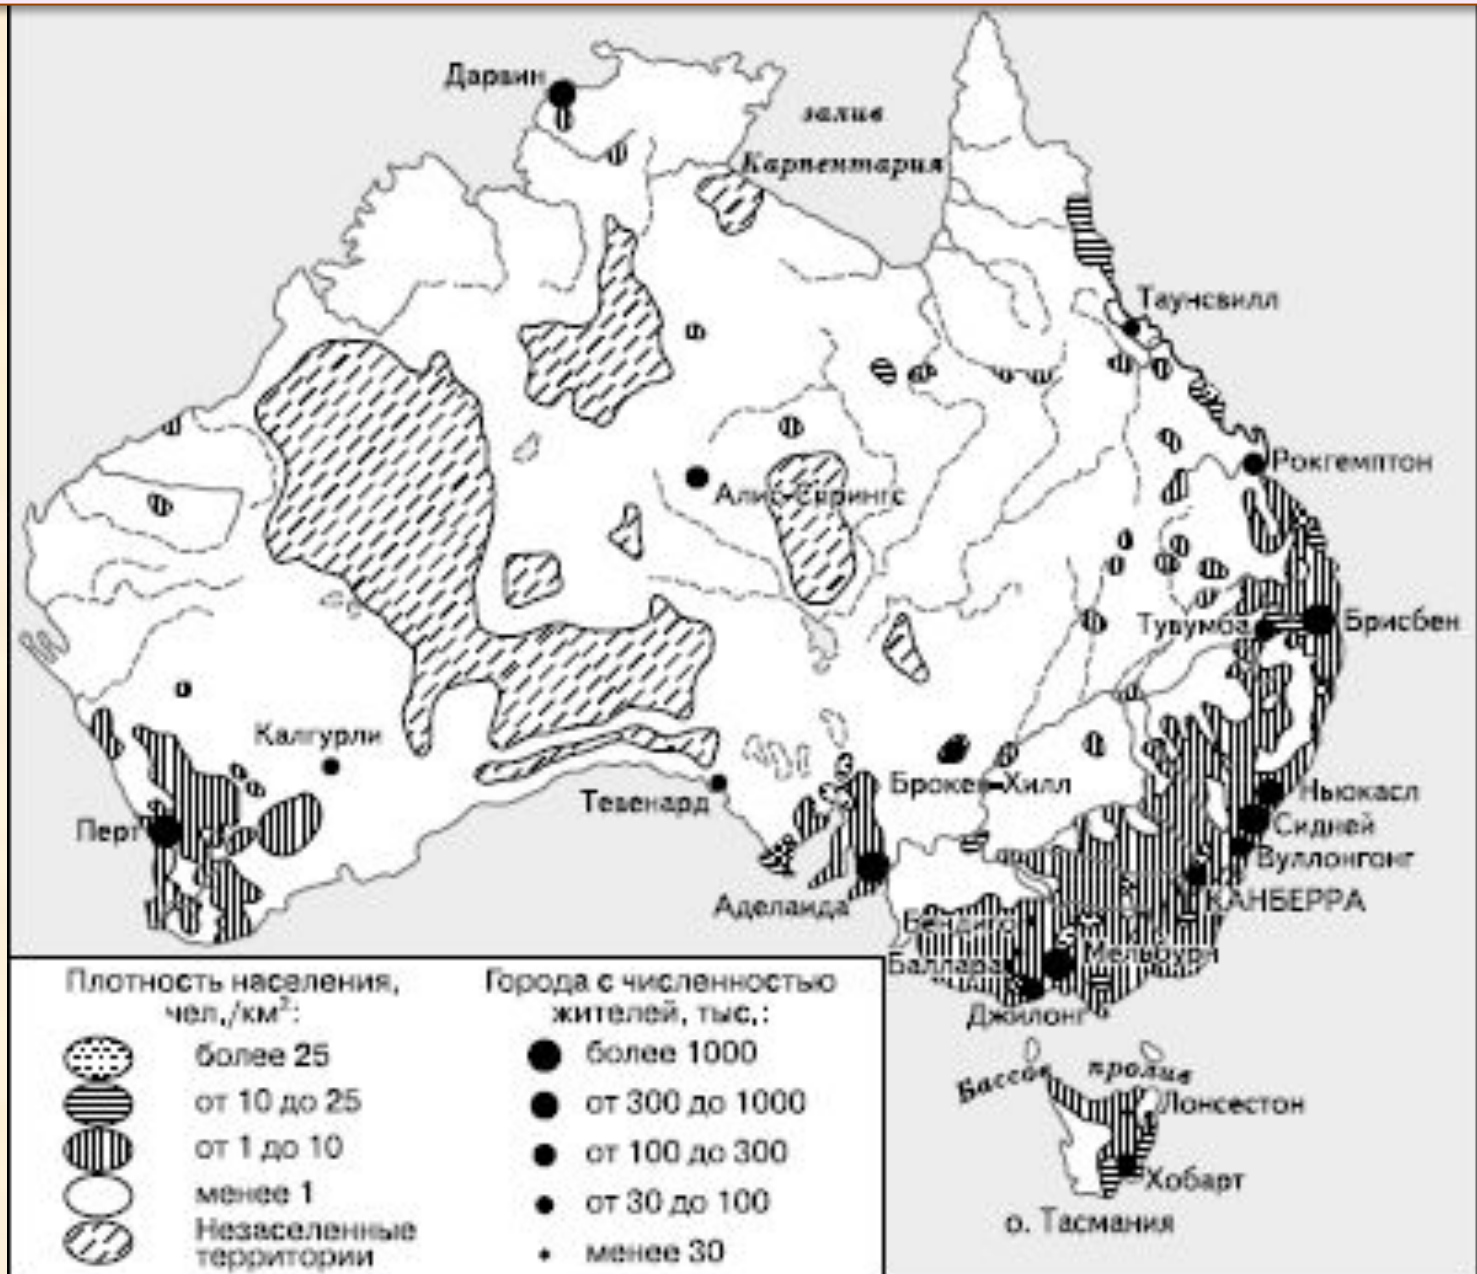 Дарвин
залив
Карпентария
Таунсвилл
Рокгемптон
Алис-Спрингс
Тувумба
Брисбен
Калгурли
Тевенард
Брокен-Хилл
Ньюкасл
Сидней
Перт
Вуллонгонг
Аделаида
КАНБЕРРА
Бендиго
Мельбурн
Баллара
Джилонг
Бассов пролив
Лонсестон
Хобарт
о. Тасмания
Плотность населения,
чел,/км²:
более 25
от 10 до 25
от 1 до 10
менее 1
Незаселенные
территории
Города с численностью
жителей, тыс,:
более 1000
от 300 до 1000
от 100 до 300
от 30 до 100
менее 30